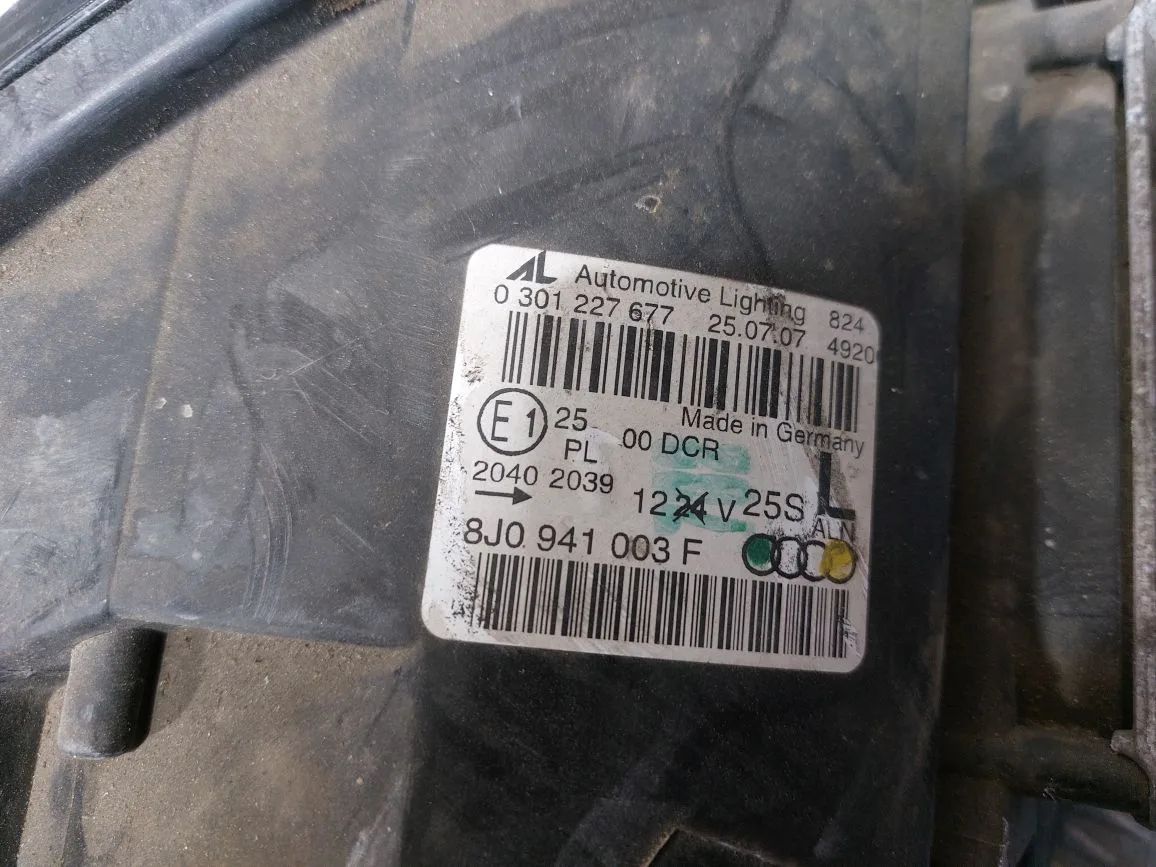 AL Automotive Lighting 824
0 301 227 677 25.07.07 4920
Made in Germany
E1 25 00 DCR
PL
2040 2039 12 24 V 25S L
→ ALN
8J0 941 003 F